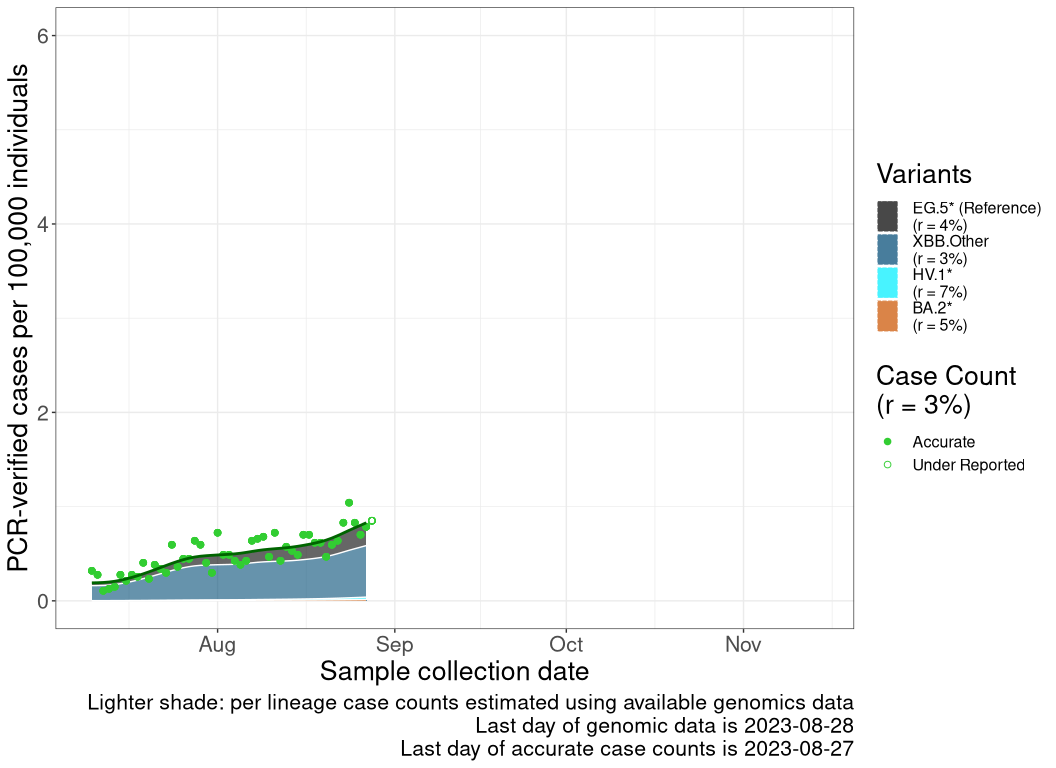 PCR-verified cases per 100,000 individuals
6
4
2
0
Aug
Sep
Oct
Nov
Sample collection date
Lighter shade: per lineage case counts estimated using available genomics data
Last day of genomic data is 2023-08-28
Last day of accurate case counts is 2023-08-27
Variants
EG.5* (Reference)
(r = 4%)
XBB.Other
(r = 3%)
HV.1*
(r = 7%)
BA.2*
(r = 5%)
Case Count
(r = 3%)
Accurate
Under Reported